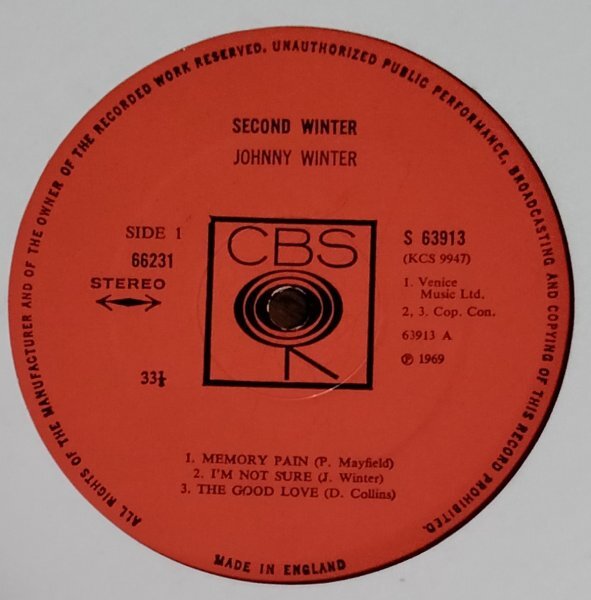 ALL RIGHTS OF THE MANUFACTURER AND OF THE OWNER OF THE RECORDED WORK RESERVED. UNAUTHORIZED PUBLIC PERFORMANCE, BROADCASTING AND COPYING OF THIS RECORD PROHIBITED.
SECOND WINTER
JOHNNY WINTER
SIDE 1
66231
STEREO
33⅓
CBS
S 63913
(KCS 9947)
1. Venice
Music Ltd.
2, 3. Cop. Con.
63913 A
℗ 1969
1. MEMORY PAIN (P. Mayfield)
2. I'M NOT SURE (J. Winter)
3. THE GOOD LOVE (D. Collins)
MADE IN ENGLAND